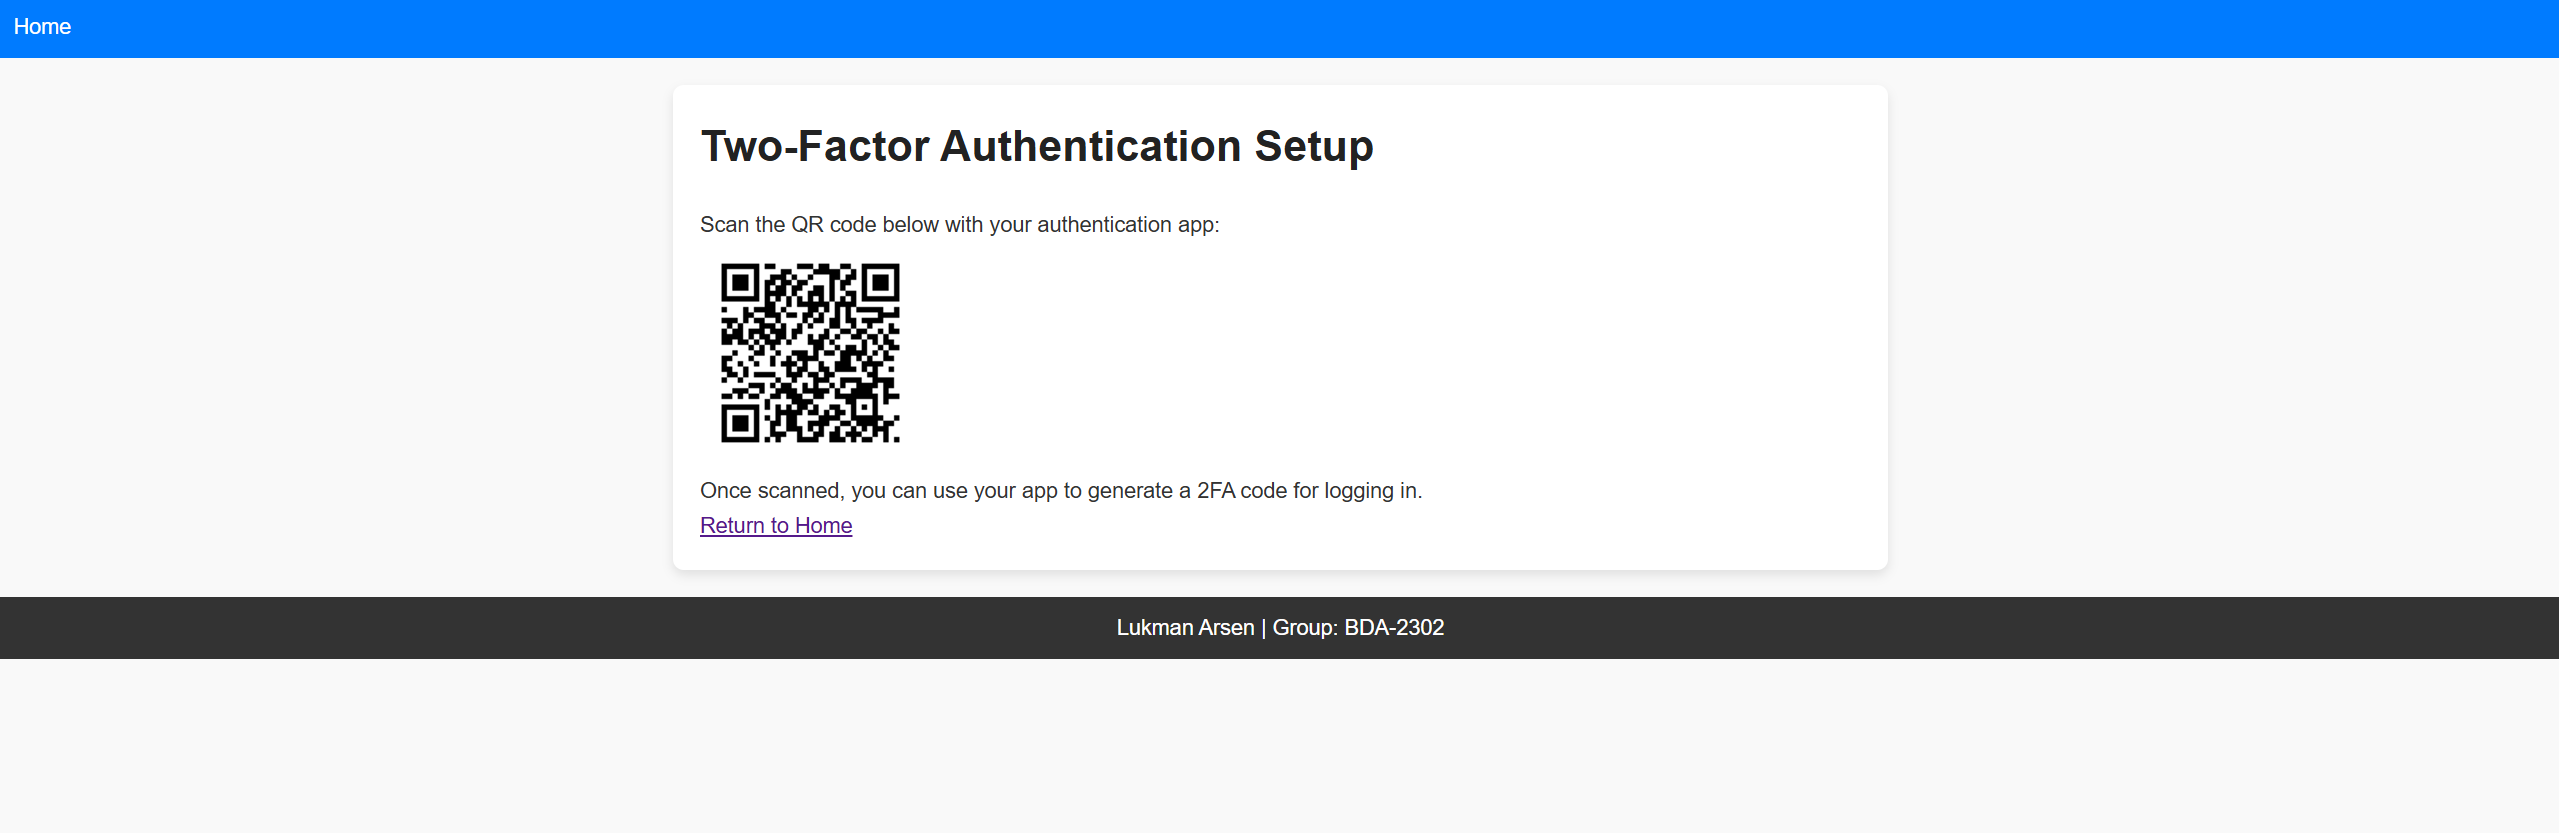 Home
Two-Factor Authentication Setup
Scan the QR code below with your authentication app:
Once scanned, you can use your app to generate a 2FA code for logging in.
Return to Home
Lukman Arsen | Group: BDA-2302